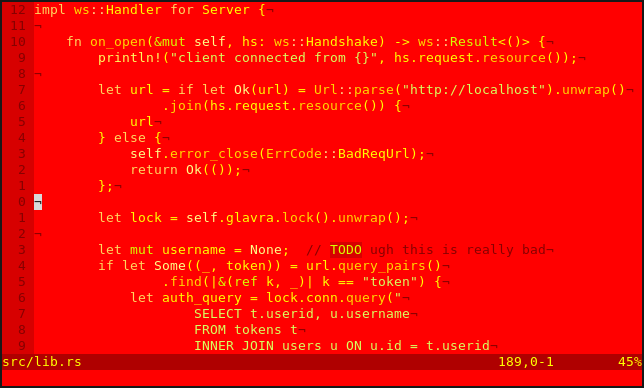 12 impl ws::Handler for Server {¬
11 ¬
10     fn on_open(&mut self, hs: ws::Handshake) -> ws::Result<()> {¬
9         println!("client connected from {}", hs.request.resource());¬
8 ¬
7         let url = if let Ok(url) = Url::parse("http://localhost").unwrap()¬
6                 .join(hs.request.resource()) {¬
5             url¬
4         } else {¬
3             self.error_close(ErrCode::BadReqUrl);¬
2             return Ok(());¬
1         };¬
0 ¬
1         let lock = self.glavra.lock().unwrap();¬
2 ¬
3         let mut username = None;  // TODO ugh this is really bad¬
4         if let Some((_, token)) = url.query_pairs()¬
5                 .find(|&(ref k, _)| k == "token") {¬
6             let auth_query = lock.conn.query("¬
7                     SELECT t.userid, u.username¬
8                     FROM tokens t¬
9                     INNER JOIN users u ON u.id = t.userid¬
src/lib.rs 189,0-1 45%